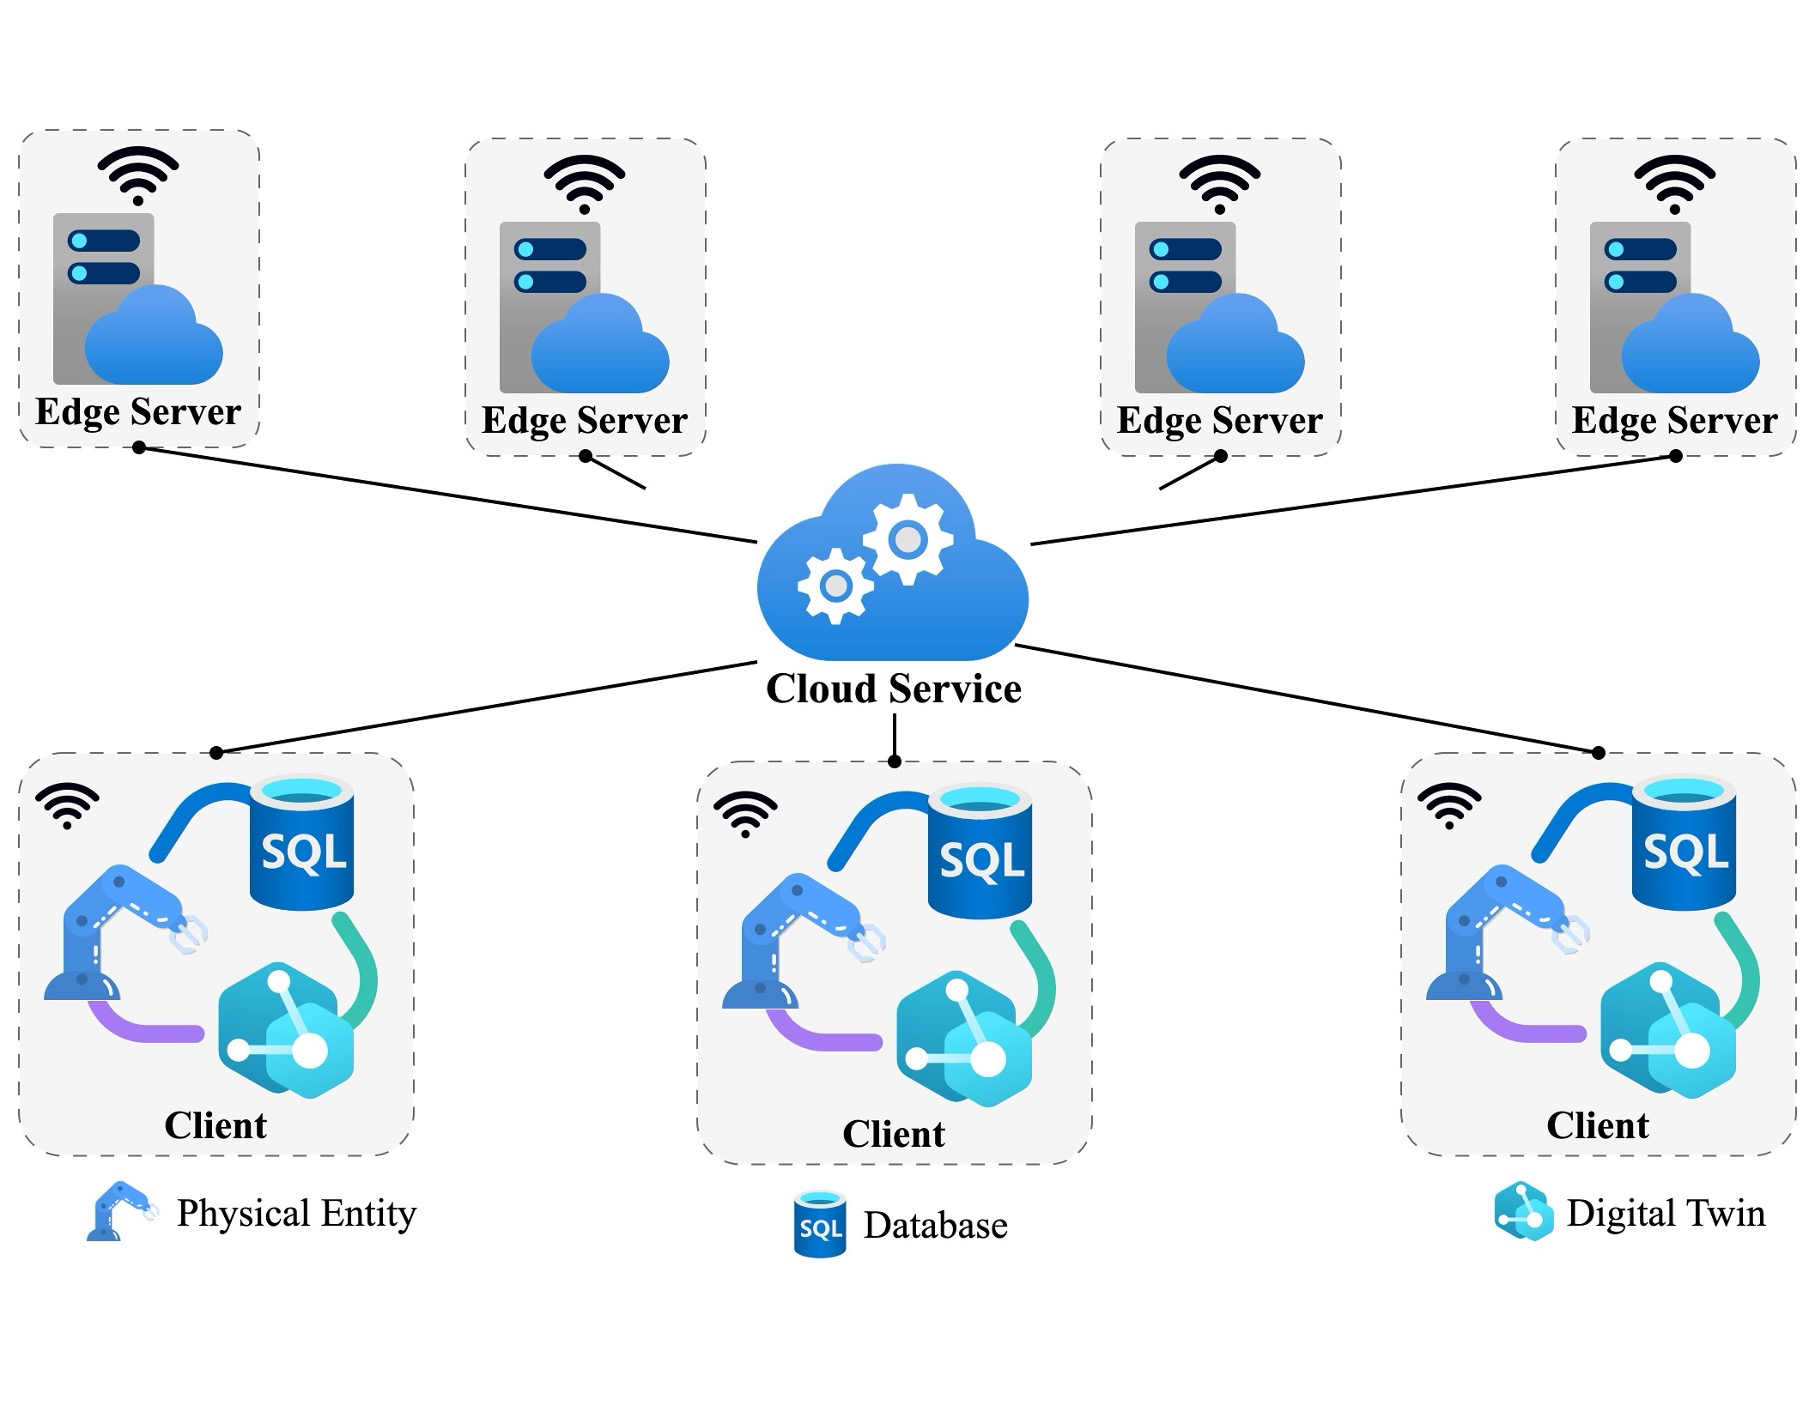 Edge Server
Edge Server
Edge Server
Edge Server
Cloud Service
SQL
SQL
SQL
Client
Client
Client
Physical Entity
SQL
Database
Digital Twin